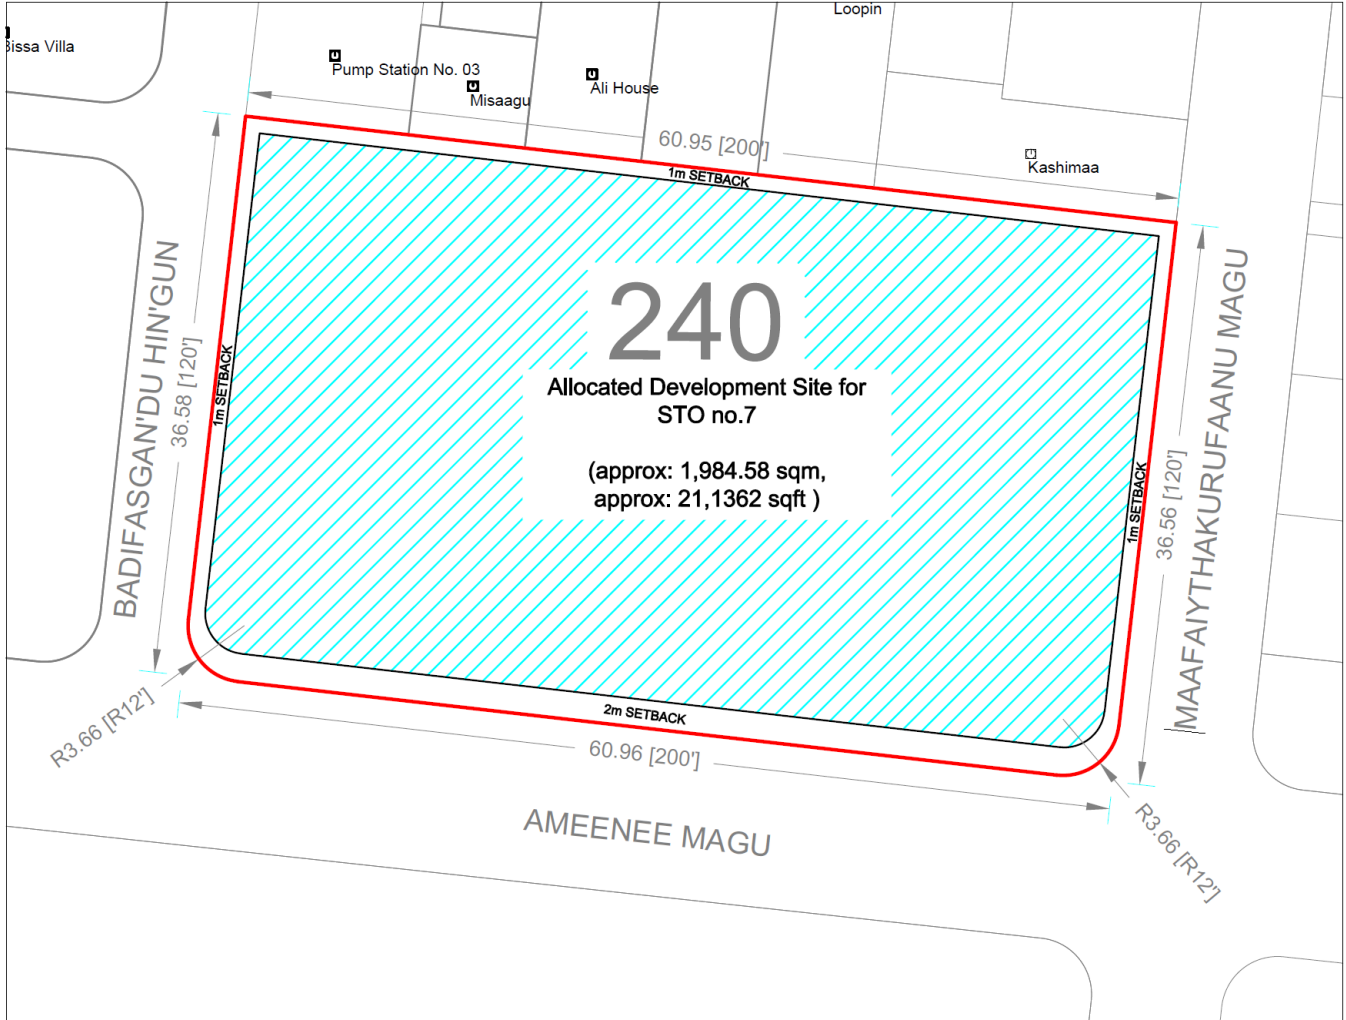 Loopin
Bissa Villa
Pump Station No. 03
Misaagu
Ali House
Kashimaa
60.95 [200']
1m SETBACK
BADIFASGAN'DU HIN'GUN
36.58 [120']
1m SETBACK
240
Allocated Development Site for
STO no.7
(approx: 1,984.58 sqm,
approx: 21,1362 sqft )
1m SETBACK
36.56 [120']
MAAFAIYTHAKURUFAANU MAGU
2m SETBACK
60.96 [200']
R3.66 [R12']
R3.66 [R12']
AMEENEE MAGU